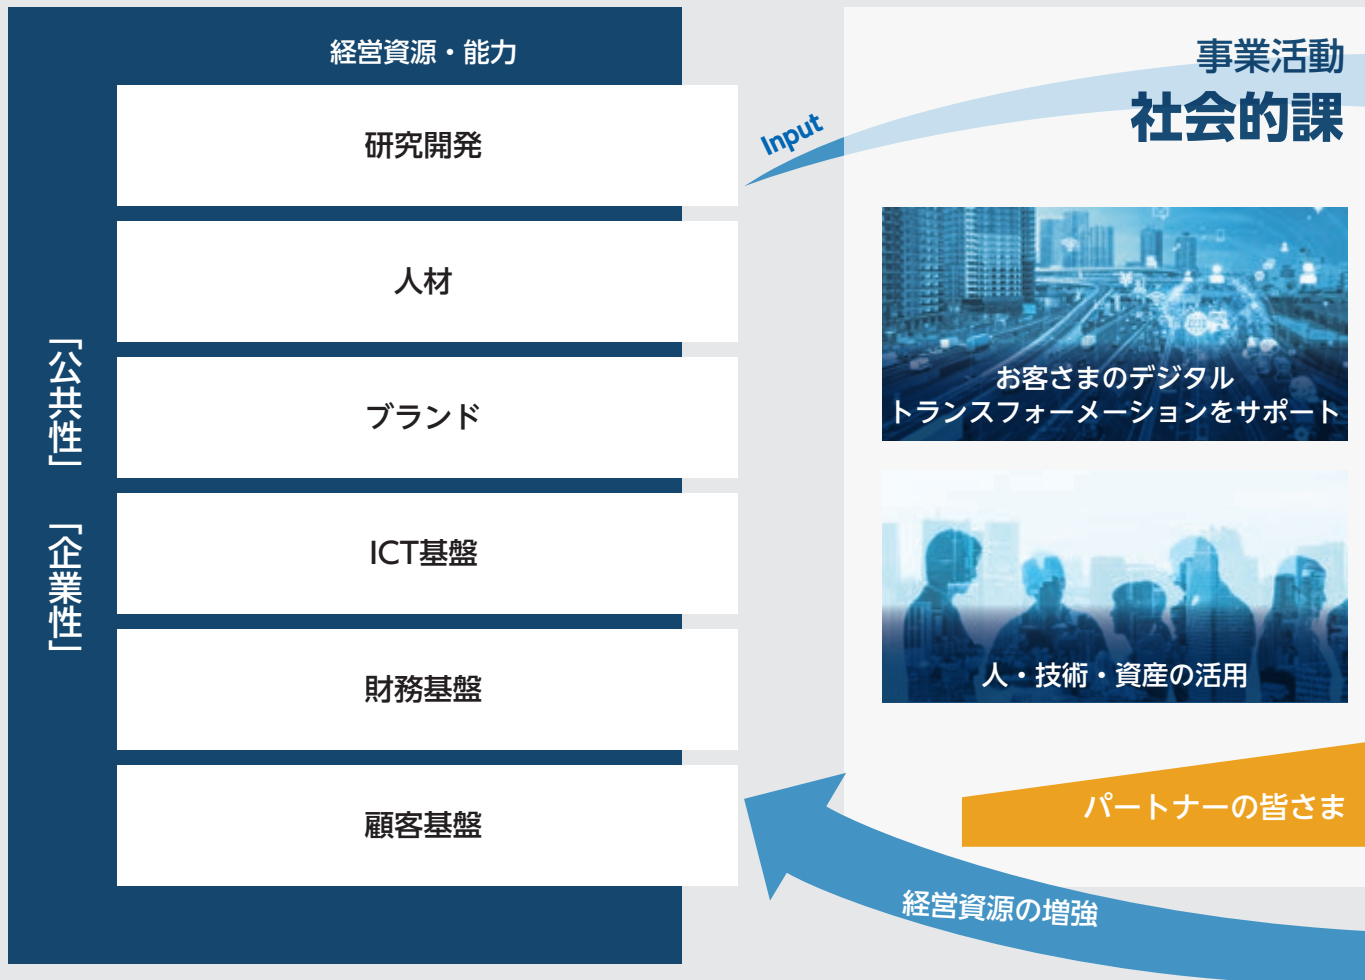 経営資源・能力
「公共性」　「企業性」
研究開発
人材
ブランド
ICT基盤
財務基盤
顧客基盤
Input
事業活動
社会的課
お客さまのデジタル
トランスフォーメーションをサポート
人・技術・資産の活用
パートナーの皆さま
経営資源の増強